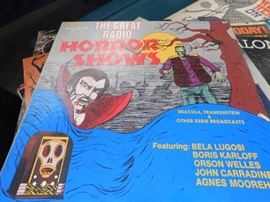 THE GREAT
RADIO
HORROR
SHOWS
DRACULA, FRANKENSTEIN
&
OTHER EERIE BROADCASTS
Featuring: BELA LUGOSI
BORIS KARLOFF
ORSON WELLES
JOHN CARRADINE
AGNES MOOREH